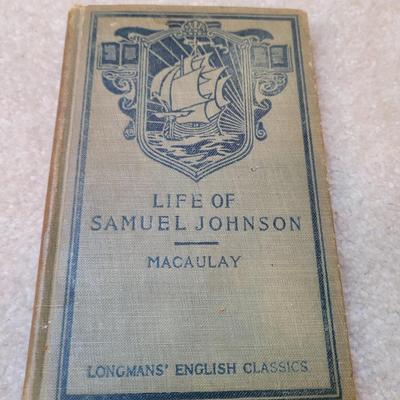 LIFE OF
SAMUEL JOHNSON
MACAULAY
LONGMANS' ENGLISH CLASSICS